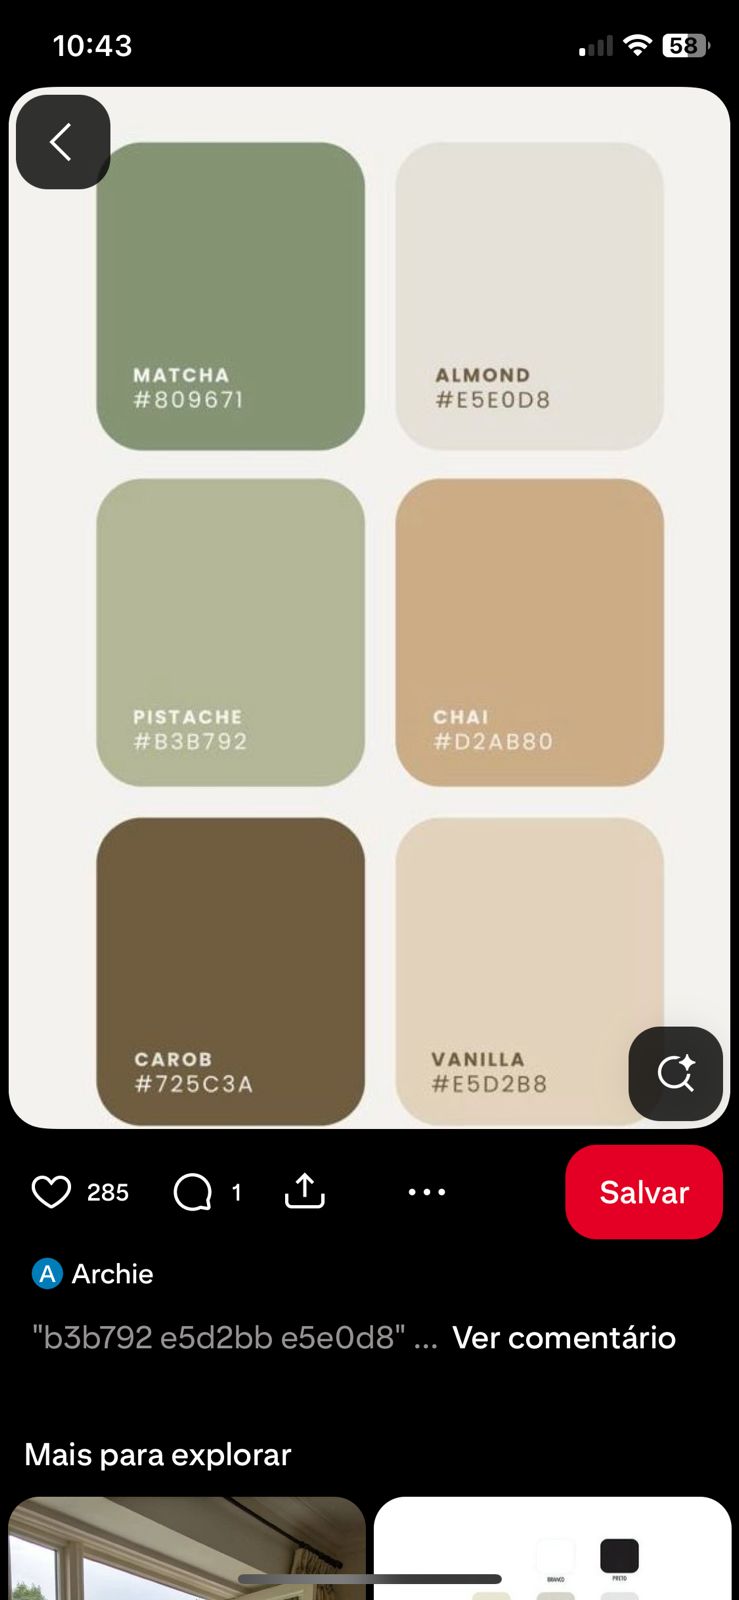 10:43
58
MATCHA
#809671
ALMOND
#E5E0D8
PISTACHE
#B3B792
CHAI
#D2AB80
CAROB
#725C3A
VANILLA
#E5D2B8
285
1
Salvar
A Archie
"b3b792 e5d2bb e5e0d8" ... Ver comentário
Mais para explorar
BRANCO
PRETO